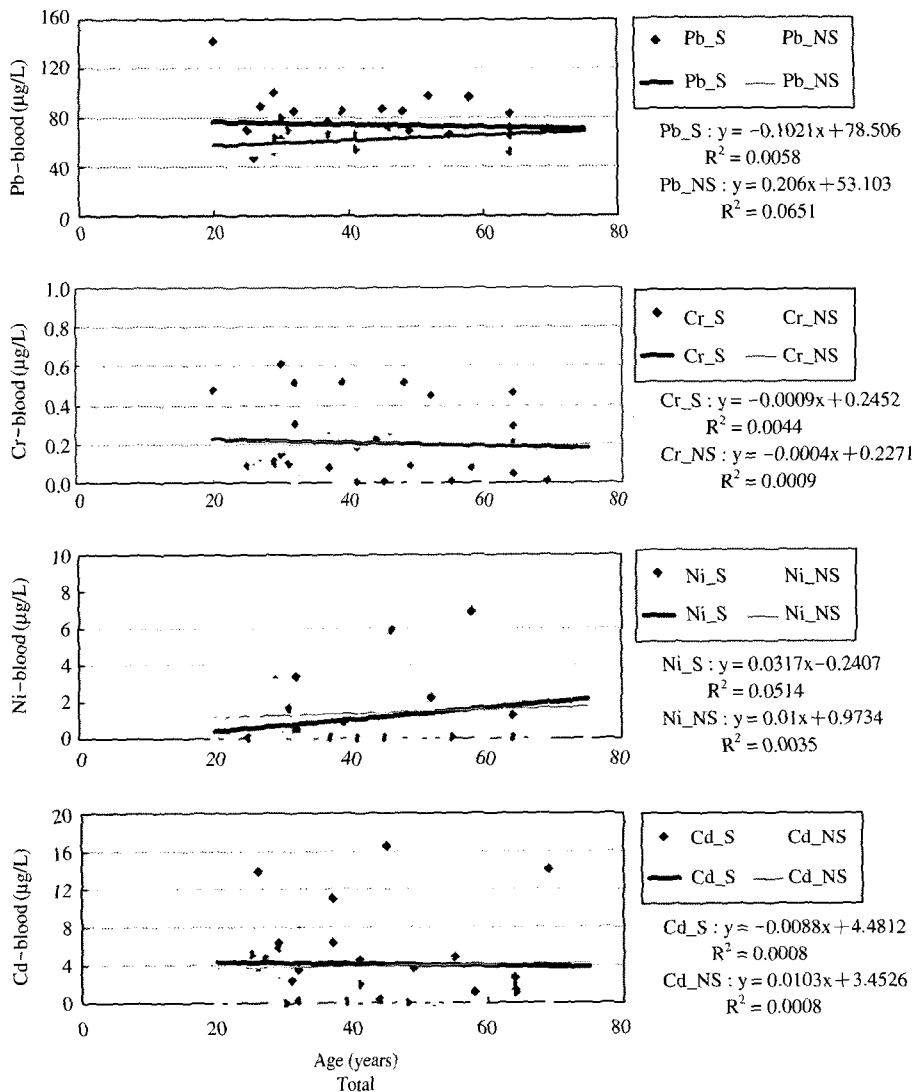 160
120
80
40
0
Pb-blood (µg/L)
0 20 40 60 80
Pb_S Pb_NS
Pb_S Pb_NS
Pb_S : y = -0.1021x + 78.506
R² = 0.0058
Pb_NS : y = 0.206x + 53.103
R² = 0.0651
1.0
0.8
0.6
0.4
0.2
0.0
Cr-blood (µg/L)
0 20 40 60 80
Cr_S Cr_NS
Cr_S Cr_NS
Cr_S : y = -0.0009x + 0.2452
R² = 0.0044
Cr_NS : y = -0.0004x + 0.2271
R² = 0.0009
10
8
6
4
2
0
Ni-blood (µg/L)
0 20 40 60 80
Ni_S Ni_NS
Ni_S Ni_NS
Ni_S : y = 0.0317x-0.2407
R² = 0.0514
Ni_NS : y = 0.01x + 0.9734
R² = 0.0035
20
16
12
8
4
0
Cd-blood (µg/L)
0 20 40 60 80
Cd_S Cd_NS
Cd_S Cd_NS
Cd_S : y = -0.0088x + 4.4812
R² = 0.0008
Cd_NS : y = 0.0103x + 3.4526
R² = 0.0008
Age (years)
Total